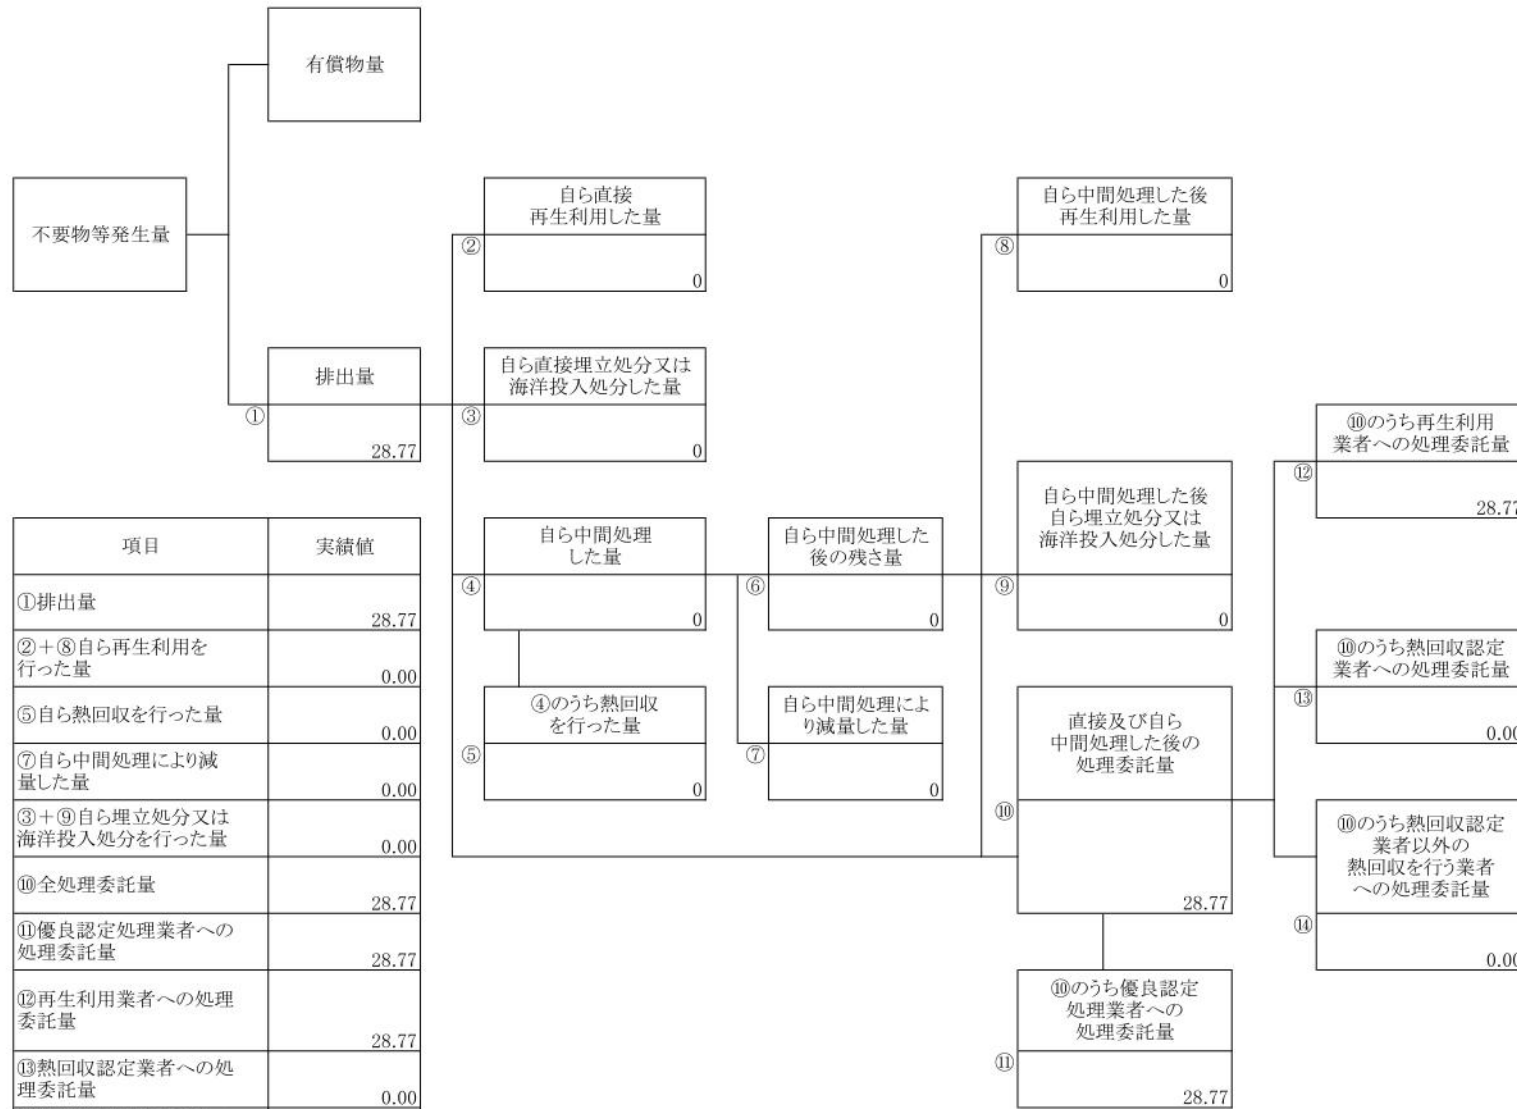 有償物量
不要物等発生量
自ら直接
再生利用した量
②
0
自ら中間処理した後
再生利用した量
⑧
0
排出量
①
28.77
自ら直接埋立処分又は
海洋投入処分した量
③
0
⑩のうち再生利用
業者への処理委託量
⑫
28.77
自ら中間処理
した量
④
0
自ら中間処理した
後の残さ量
⑥
0
自ら中間処理した後
自ら埋立処分又は
海洋投入処分した量
⑨
0
⑩のうち熱回収認定
業者への処理委託量
⑬
0.00
④のうち熱回収
を行った量
⑤
0
自ら中間処理によ
り減量した量
⑦
0
直接及び自ら
中間処理した後の
処理委託量
⑩
28.77
⑩のうち熱回収認定
業者以外の
熱回収を行う業者
への処理委託量
⑭
0.00
⑩のうち優良認定
処理業者への
処理委託量
⑪
28.77
項目
実績値
①排出量
28.77
②+⑧自ら再生利用を
行った量
0.00
⑤自ら熱回収を行った量
0.00
⑦自ら中間処理により減
量した量
0.00
③+⑨自ら埋立処分又は
海洋投入処分を行った量
0.00
⑩全処理委託量
28.77
⑪優良認定処理業者への
処理委託量
28.77
⑫再生利用業者への処理
委託量
28.77
⑬熱回収認定業者への処
理委託量
0.00